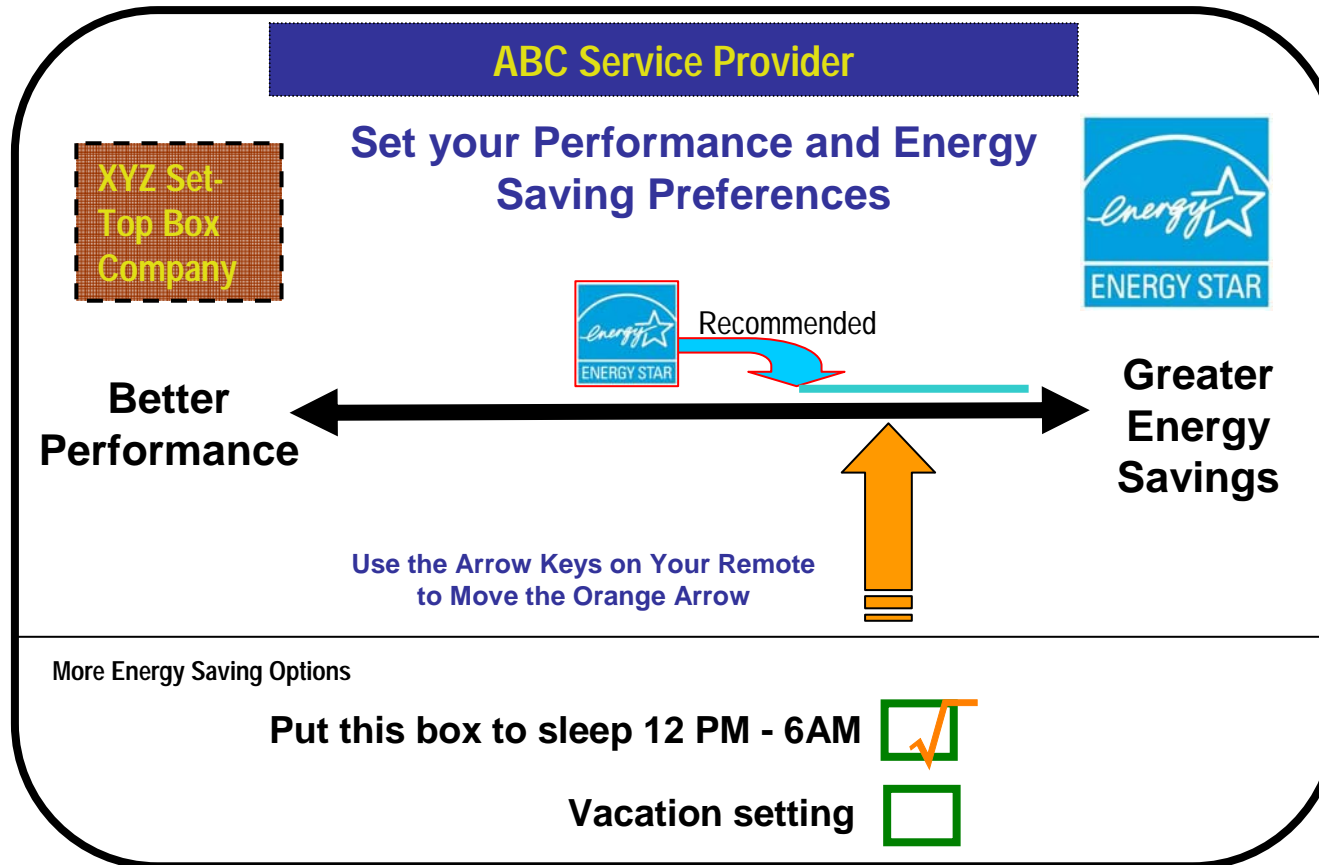 ABC Service Provider
Set your Performance and Energy
Saving Preferences
XYZ Set-
Top Box
Company
energy
ENERGY STAR
energy
ENERGY STAR
Recommended
Better
Performance
Greater
Energy
Savings
Use the Arrow Keys on Your Remote
to Move the Orange Arrow
More Energy Saving Options
Put this box to sleep 12 PM - 6AM
Vacation setting